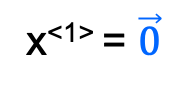 x<1> = 0⃗